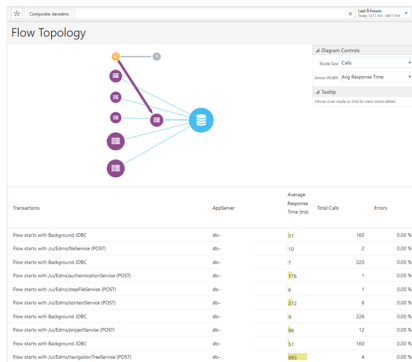 Composite: devedms
Last 8 hours:
Flow Topology
Diagram Controls
Node Size: Calls
Arrow Width: Avg Response Time
Tooltip
Hover over node or link to view more detail.
Transactions AppServer Average Response Time (ms) Total Calls Errors
Flow starts with Background JDBC db-- 51 160 0.00 %
Flow starts with /ui/Edms/fileService (POST) db-- 10 2 0.00 %
Flow starts with Background JDBC db-- 7 320 0.00 %
Flow starts with /ui/Edms/authenticationService (POST) db-- 176 1 0.00 %
Flow starts with /ui/Edms/stepFileService (POST) db-- 6 1 0.00 %
Flow starts with /ui/Edms/contextService (POST) db-- 212 6 0.00 %
Flow starts with Background JDBC db-- 9 326 0.00 %
Flow starts with /ui/Edms/projectService (POST) db-- 98 12 0.00 %
Flow starts with Background JDBC db-- 51 160 0.00 %
Flow starts with /ui/Edms/navigationTreeService (POST) db-- 893 4 0.00 %